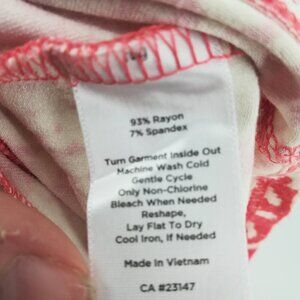 93% Rayon
7% Spandex
Turn Garment Inside Out
Machine Wash Cold
Gentle Cycle
Only Non-Chlorine
Bleach When Needed
Reshape,
Lay Flat To Dry
Cool Iron, If Needed
Made In Vietnam
CA #23147